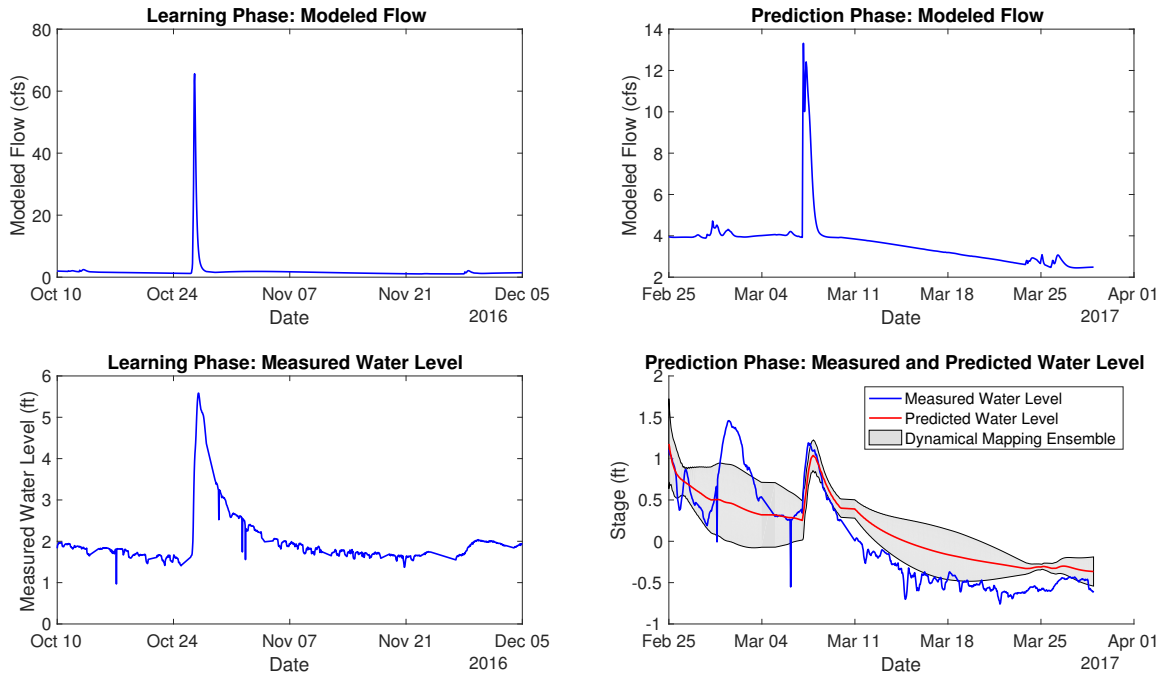 Learning Phase: Modeled Flow
80
60
40
20
0
Modeled Flow (cfs)
Oct 10 Oct 24 Nov 07 Nov 21 Dec 05
Date
2016
Prediction Phase: Modeled Flow
14
12
10
8
6
4
2
Modeled Flow (cfs)
Feb 25 Mar 04 Mar 11 Mar 18 Mar 25 Apr 01
Date
2017
Learning Phase: Measured Water Level
6
5
4
3
2
1
0
Measured Water Level (ft)
Oct 10 Oct 24 Nov 07 Nov 21 Dec 05
Date
2016
Prediction Phase: Measured and Predicted Water Level
2
1.5
1
0.5
0
-0.5
-1
Stage (ft)
Measured Water Level
Predicted Water Level
Dynamical Mapping Ensemble
Feb 25 Mar 04 Mar 11 Mar 18 Mar 25 Apr 01
Date
2017